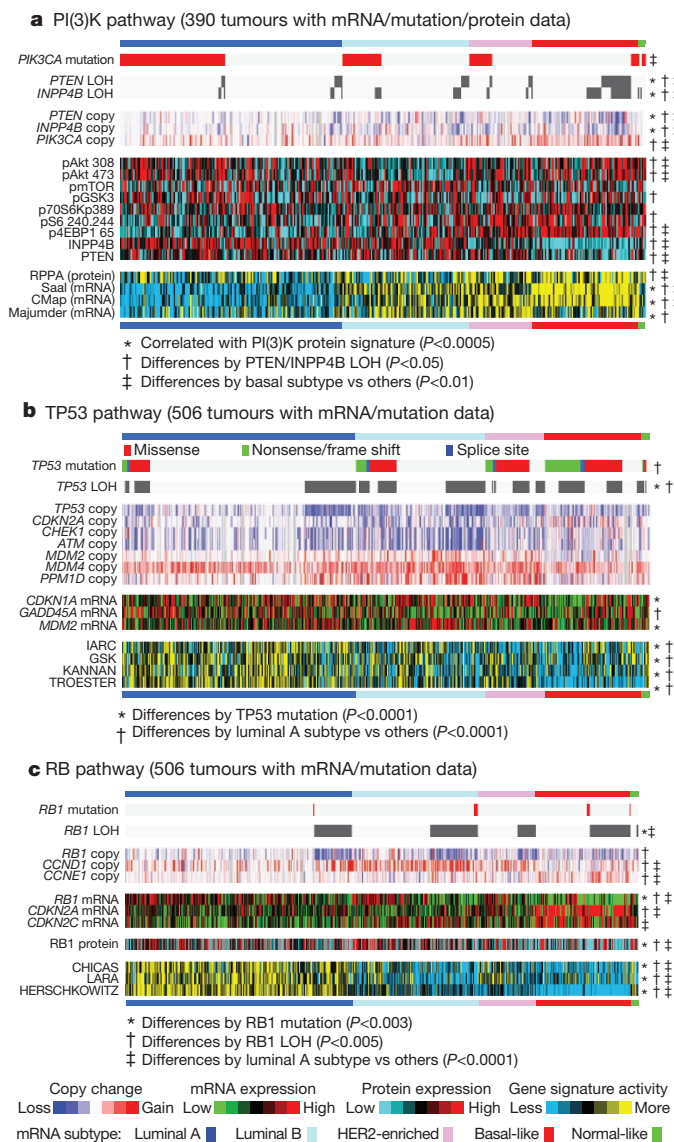 a PI(3)K pathway (390 tumours with mRNA/mutation/protein data)
PIK3CA mutation ‡
PTEN LOH * † ‡
INPP4B LOH * † ‡
PTEN copy * † ‡
INPP4B copy * † ‡
PIK3CA copy † ‡
pAkt 308 † ‡
pAkt 473 † ‡
pmTOR
pGSK3 †
p70S6Kp389
pS6 240.244 †
p4EBP1 65 † ‡
INPP4B † ‡
PTEN † ‡
RPPA (protein) † ‡
Saal (mRNA) * † ‡
CMap (mRNA) * † ‡
Majumder (mRNA) * † ‡
* Correlated with PI(3)K protein signature (P<0.0005)
† Differences by PTEN/INPP4B LOH (P<0.05)
‡ Differences by basal subtype vs others (P<0.01)
b TP53 pathway (506 tumours with mRNA/mutation data)
Missense Nonsense/frame shift Splice site
TP53 mutation †
TP53 LOH * †
TP53 copy
CDKN2A copy
CHEK1 copy
ATM copy
MDM2 copy
MDM4 copy
PPM1D copy
CDKN1A mRNA *
GADD45A mRNA †
MDM2 mRNA *
IARC * †
GSK * †
KANNAN * †
TROESTER * †
* Differences by TP53 mutation (P<0.0001)
† Differences by luminal A subtype vs others (P<0.0001)
c RB pathway (506 tumours with mRNA/mutation data)
RB1 mutation
RB1 LOH *‡
RB1 copy †
CCND1 copy † ‡
CCNE1 copy † ‡
RB1 mRNA * † ‡
CDKN2A mRNA † ‡
CDKN2C mRNA ‡
RB1 protein * † ‡
CHICAS * † ‡
LARA * † ‡
HERSCHKOWITZ * † ‡
* Differences by RB1 mutation (P<0.003)
† Differences by RB1 LOH (P<0.005)
‡ Differences by luminal A subtype vs others (P<0.0001)
Copy change mRNA expression Protein expression Gene signature activity
Loss Gain Low High Low High Less More
mRNA subtype: Luminal A Luminal B HER2-enriched Basal-like Normal-like